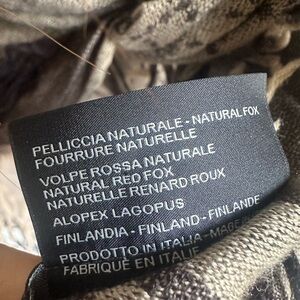 PELLICCIA NATURALE - NATURAL FOX
FOURRURE NATURELLE
VOLPE ROSSA NATURALE
NATURAL RED FOX
NATURELLE RENARD ROUX
ALOPEX LAGOPUS
FINLANDIA - FINLAND - FINLANDE
PRODOTTO IN ITALIA - MADE
FABRIQUÉ EN ITALIE